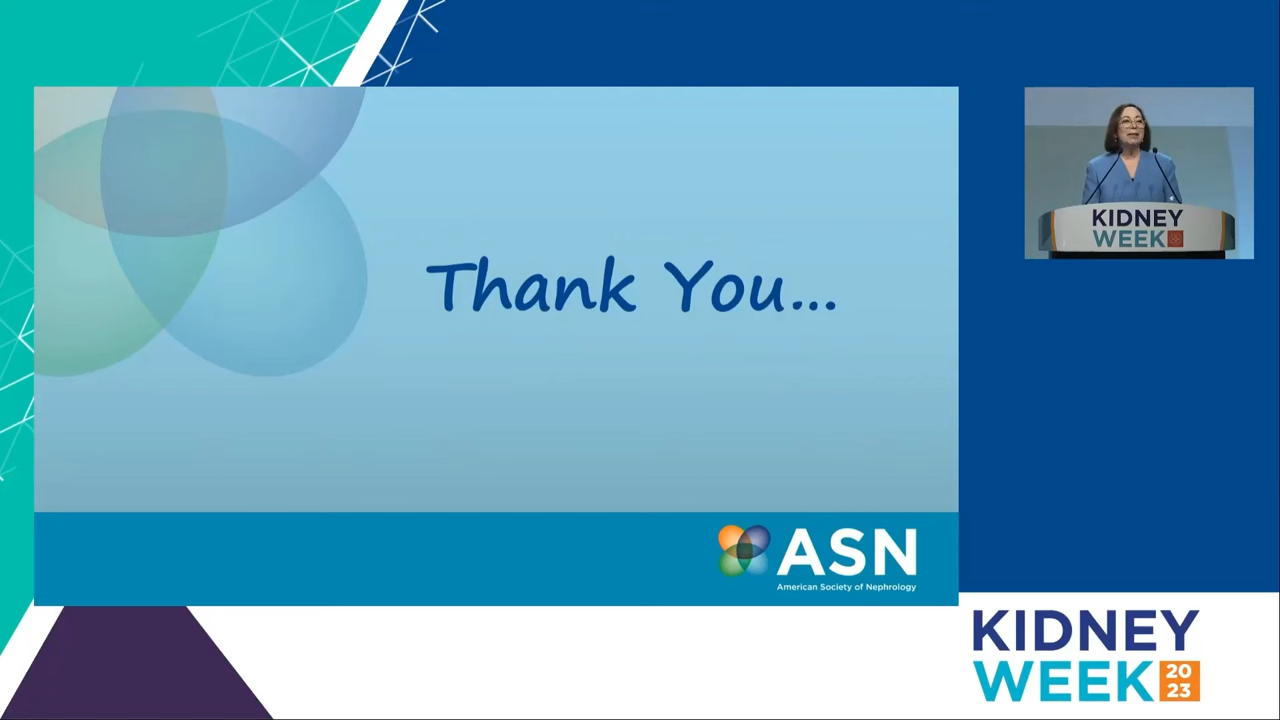 Thank You...
ASN
American Society of Nephrology
KIDNEY
WEEK
KIDNEY
WEEK 20
23